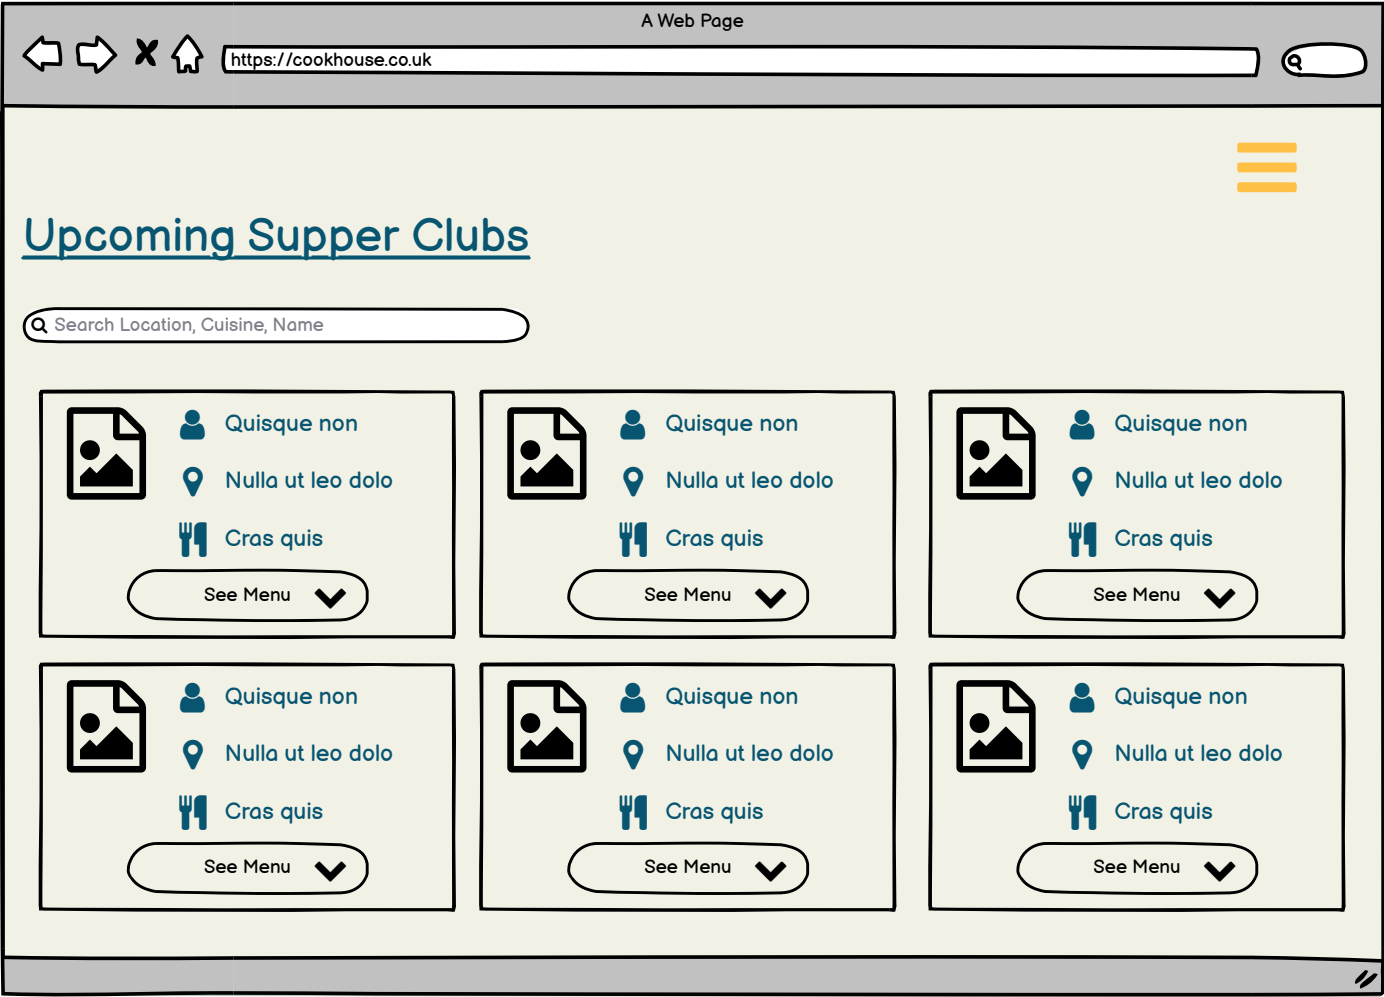 A Web Page
https://cookhouse.co.uk
Upcoming Supper Clubs
Search Location, Cuisine, Name
Quisque non
Nulla ut leo dolo
Cras quis
See Menu
Quisque non
Nulla ut leo dolo
Cras quis
See Menu
Quisque non
Nulla ut leo dolo
Cras quis
See Menu
Quisque non
Nulla ut leo dolo
Cras quis
See Menu
Quisque non
Nulla ut leo dolo
Cras quis
See Menu
Quisque non
Nulla ut leo dolo
Cras quis
See Menu